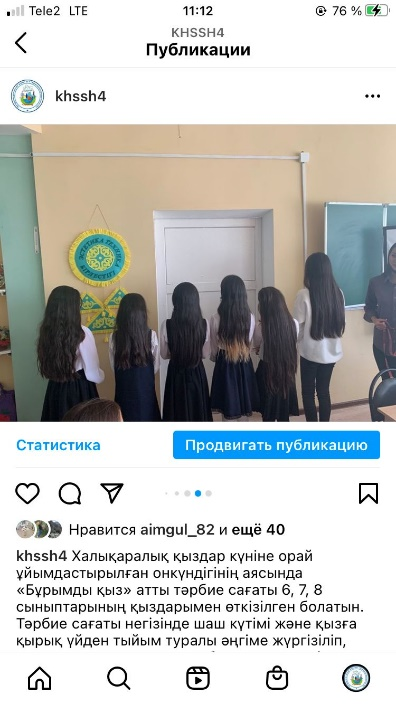 Tele2 LTE 11:12 76 %
KHSSH4
Публикации
khssh4
Статистика
Продвигать публикацию
Нравится aimgul_82 и ещё 40
khssh4 Халықаралық қыздар күніне орай
ұйымдастырылған онкүндігінің аясында
«Бұрымды қыз» атты тәрбие сағаты 6, 7, 8
сыныптарының қыздарымен өткізілген болатын.
Тәрбие сағаты негізінде шаш күтімі және қызға
қырық үйден тыйым туралы әңгіме жүргізіліп,